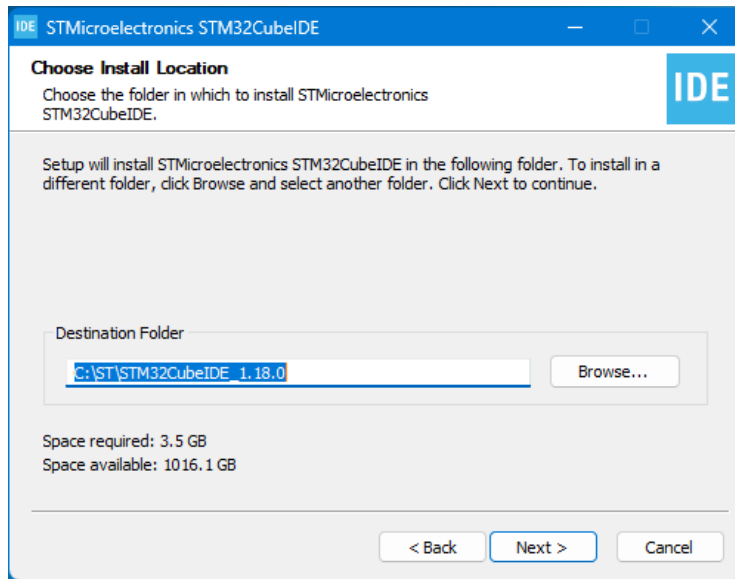 IDE STMicroelectronics STM32CubeIDE
Choose Install Location
Choose the folder in which to install STMicroelectronics
STM32CubeIDE.
IDE
Setup will install STMicroelectronics STM32CubeIDE in the following folder. To install in a
different folder, click Browse and select another folder. Click Next to continue.
Destination Folder
C:\ST\STM32CubeIDE_1.18.0
Browse...
Space required: 3.5 GB
Space available: 1016.1 GB
< Back Next > Cancel